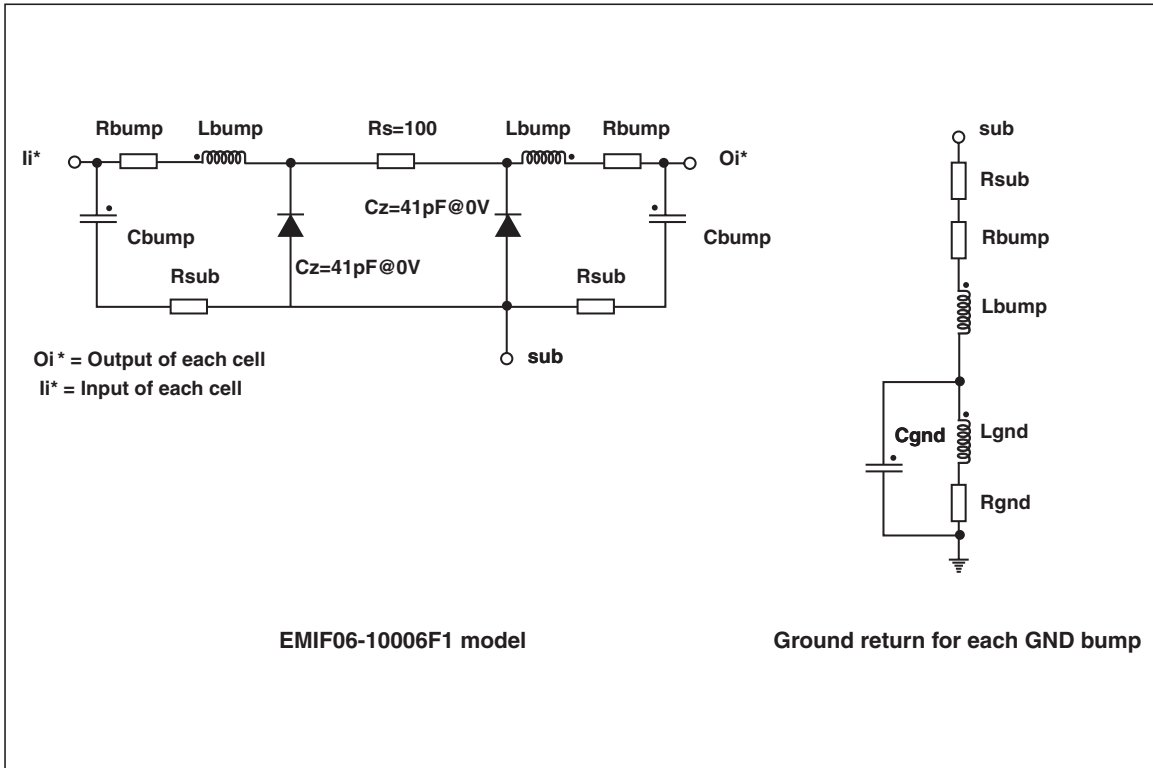 Rbump
Lbump
Rs=100
Lbump
Rbump
Ii*
Oi*
Cz=41pF@0V
Cbump
Cbump
Cz=41pF@0V
Rsub
Rsub
sub
Oi* = Output of each cell
Ii* = Input of each cell
sub
Rsub
Rbump
Lbump
Cgnd
Lgnd
Rgnd
EMIF06-10006F1 model
Ground return for each GND bump